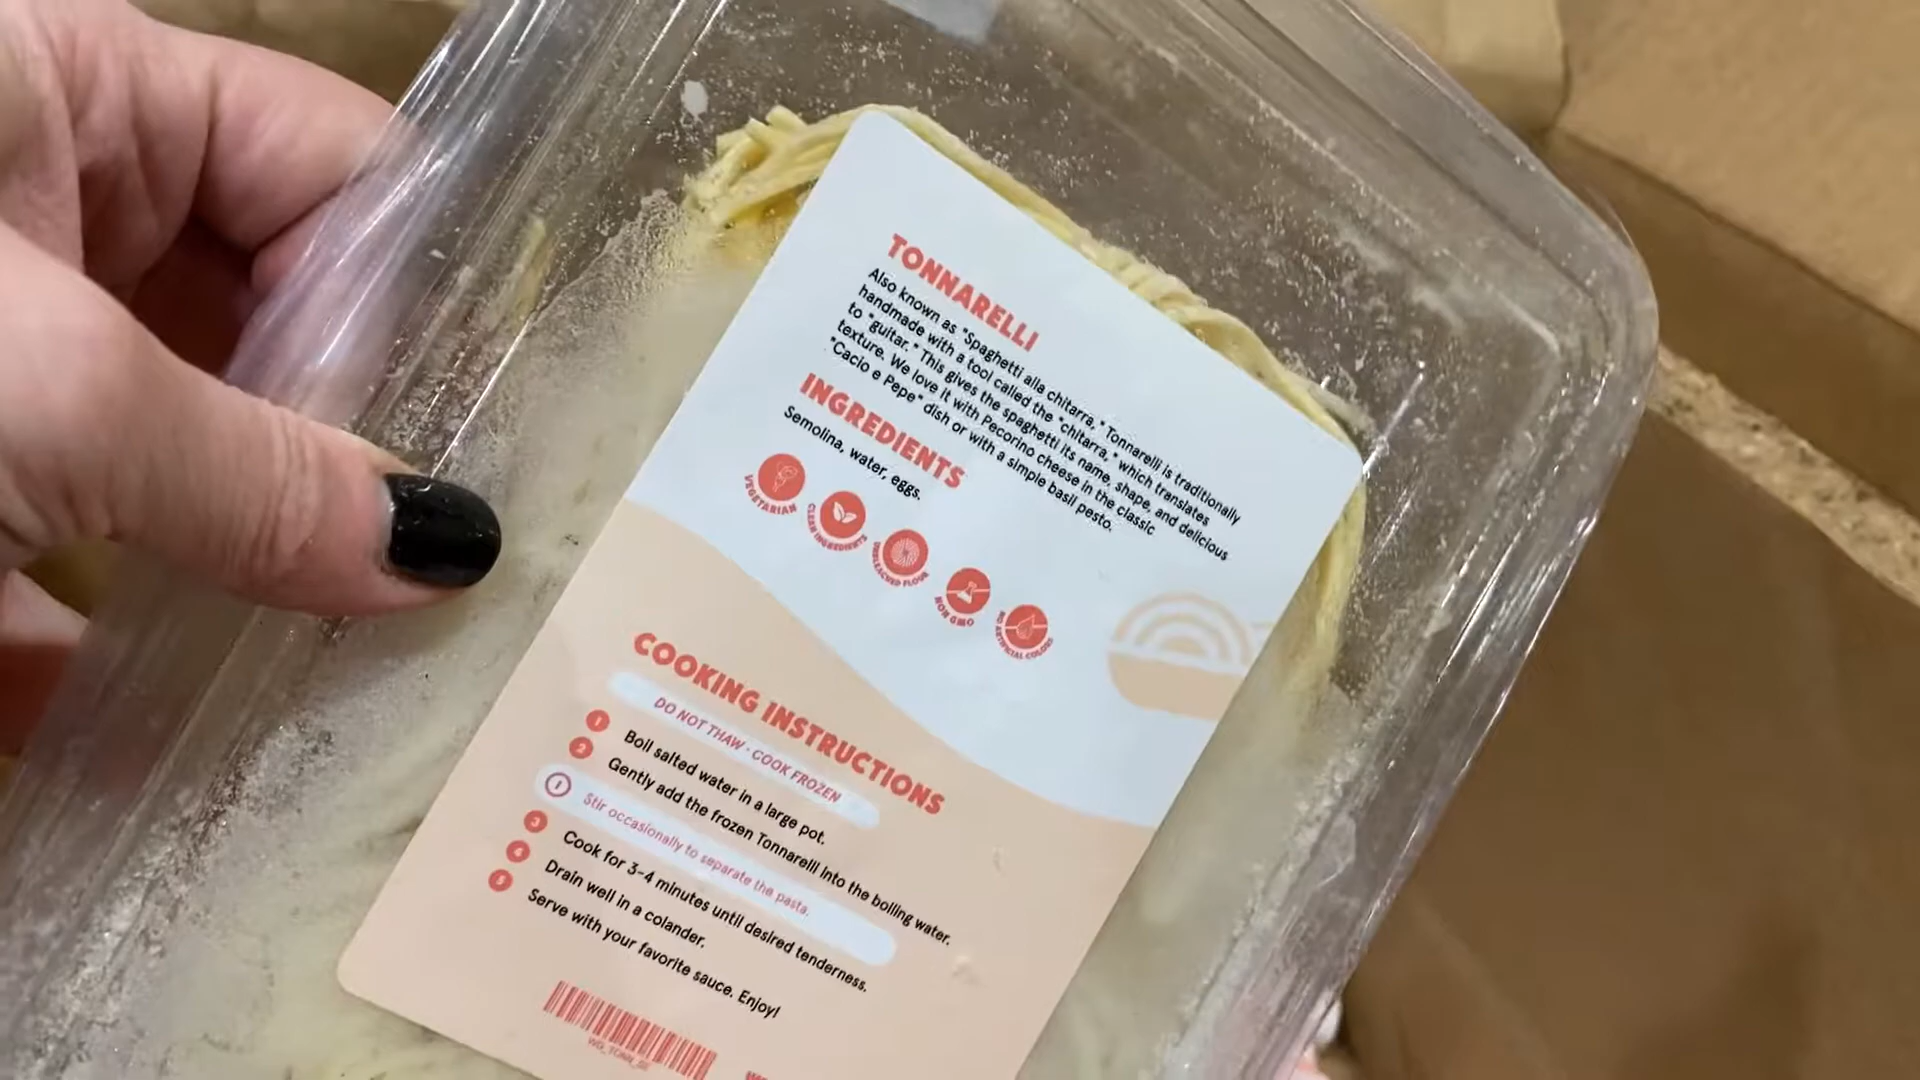 TONNARELLI
Also known as "Spaghetti alla chitarra," Tonnarelli is traditionally
handmade with a tool called the "chitarra," which translates
to "guitar." This gives the spaghetti its name, shape, and delicious
texture. We love it with Pecorino cheese in the classic
"Cacio e Pepe" dish or with a simple basil pesto.
INGREDIENTS
Semolina, water, eggs.
VEGETARIAN
CLEAN INGREDIENTS
UNBLEACHED FLOUR
NON GMO
NO ARTIFICIAL COLORS
COOKING INSTRUCTIONS
DO NOT THAW - COOK FROZEN
1 Boil salted water in a large pot.
2 Gently add the frozen Tonnarelli into the boiling water.
! Stir occasionally to separate the pasta.
3 Cook for 3-4 minutes until desired tenderness.
4 Drain well in a colander.
5 Serve with your favorite sauce. Enjoy!